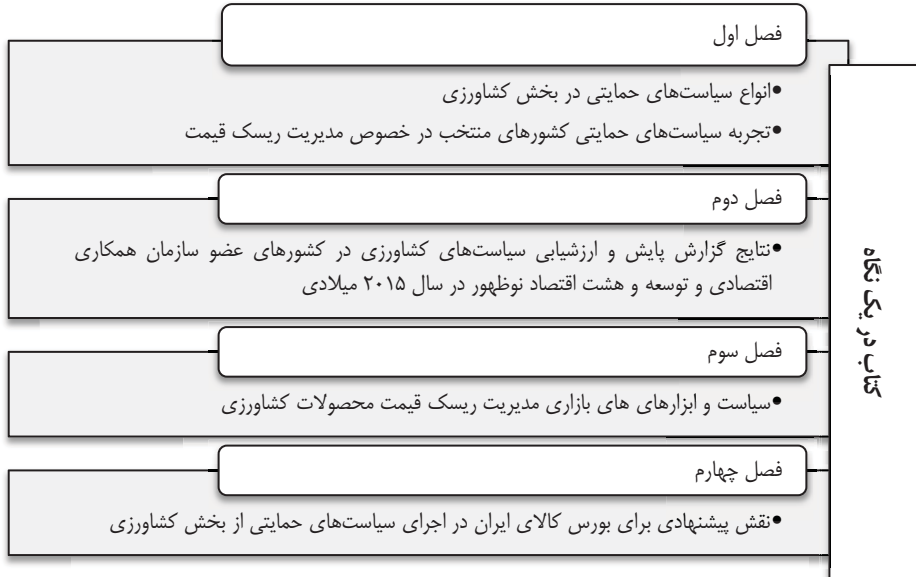 کتاب در یک نگاه
فصل اول
•انواع سیاست‌های حمایتی در بخش کشاورزی
•تجربه سیاست‌های حمایتی کشورهای منتخب در خصوص مدیریت ریسک قیمت
فصل دوم
•نتایج گزارش پایش و ارزشیابی سیاست‌های کشاورزی در کشورهای عضو سازمان همکاری
اقتصادی و توسعه و هشت اقتصاد نوظهور در سال ۲۰۱۵ میلادی
فصل سوم
•سیاست و ابزارهای های بازاری مدیریت ریسک قیمت محصولات کشاورزی
فصل چهارم
•نقش پیشنهادی برای بورس کالای ایران در اجرای سیاست‌های حمایتی از بخش کشاورزی